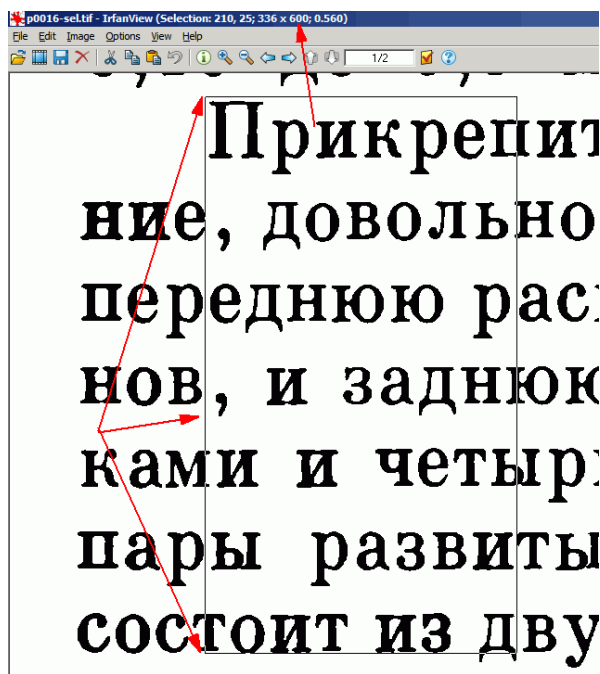 p0016-sel.tif - IrfanView (Selection: 210, 25; 336 x 600; 0.560)
File Edit Image Options View Help
1/2
Прикрепит
ние, довольно
переднюю рас
нов, и заднюю
ками и четыр
пары развиты
состоит из дву